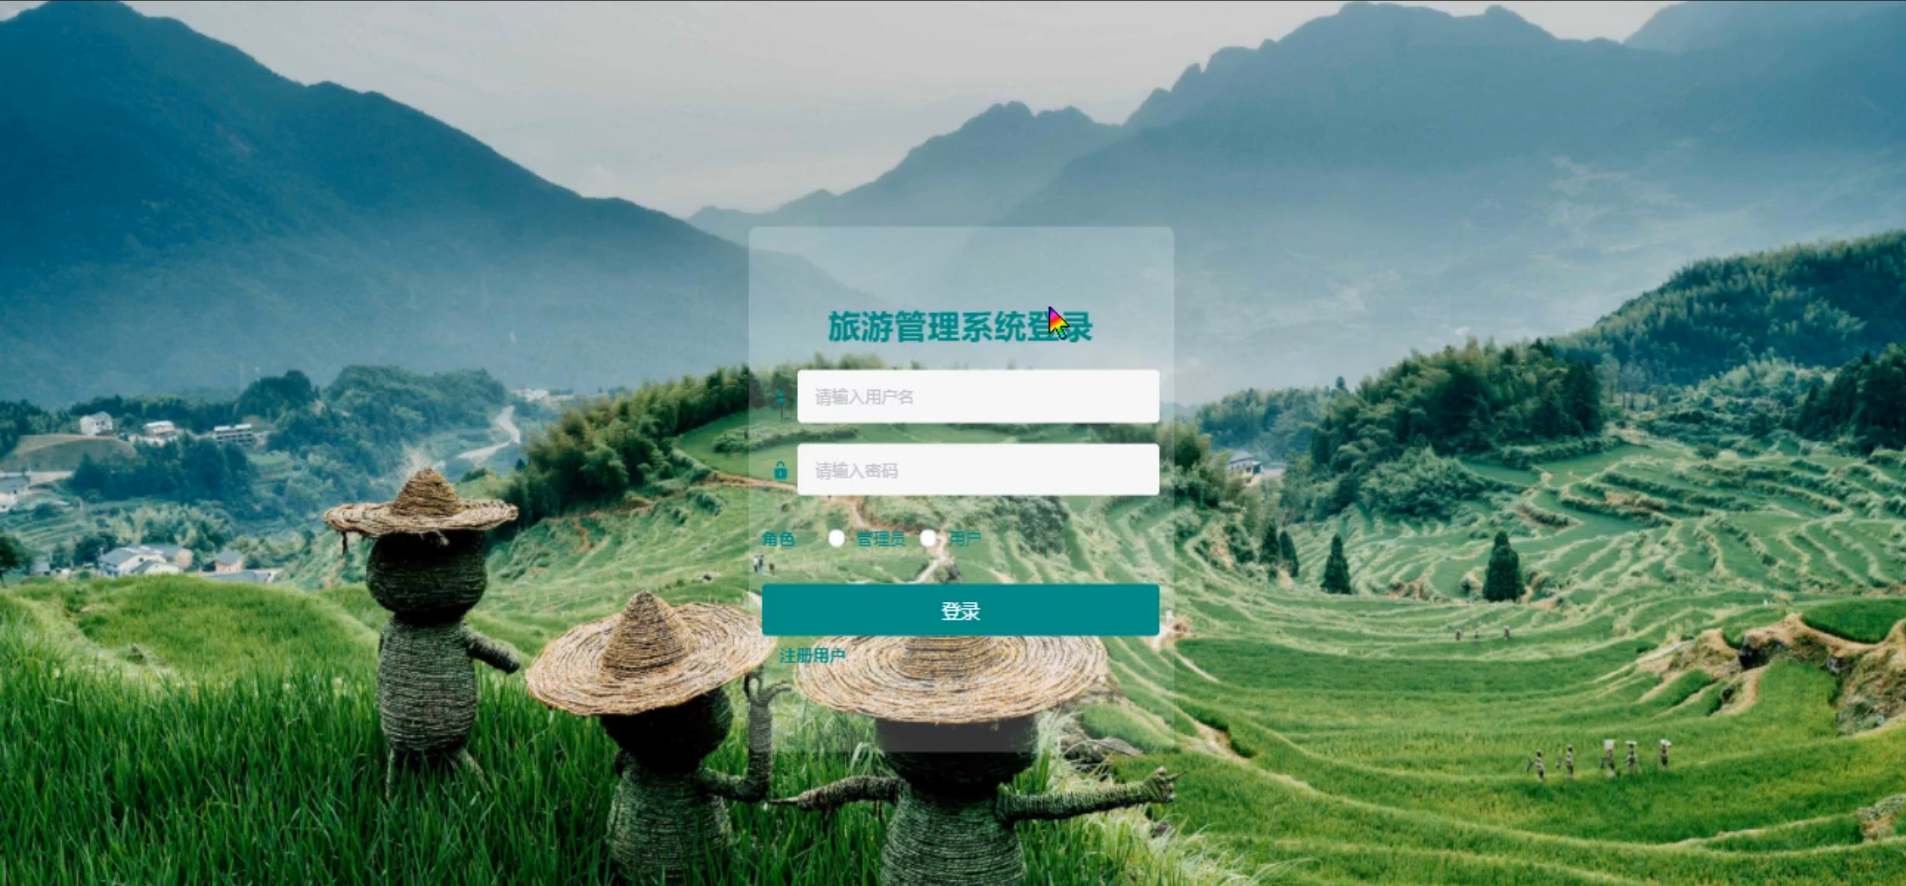 旅游管理系统登录
请输入用户名
请输入密码
角色 管理员 用户
登录
注册用户